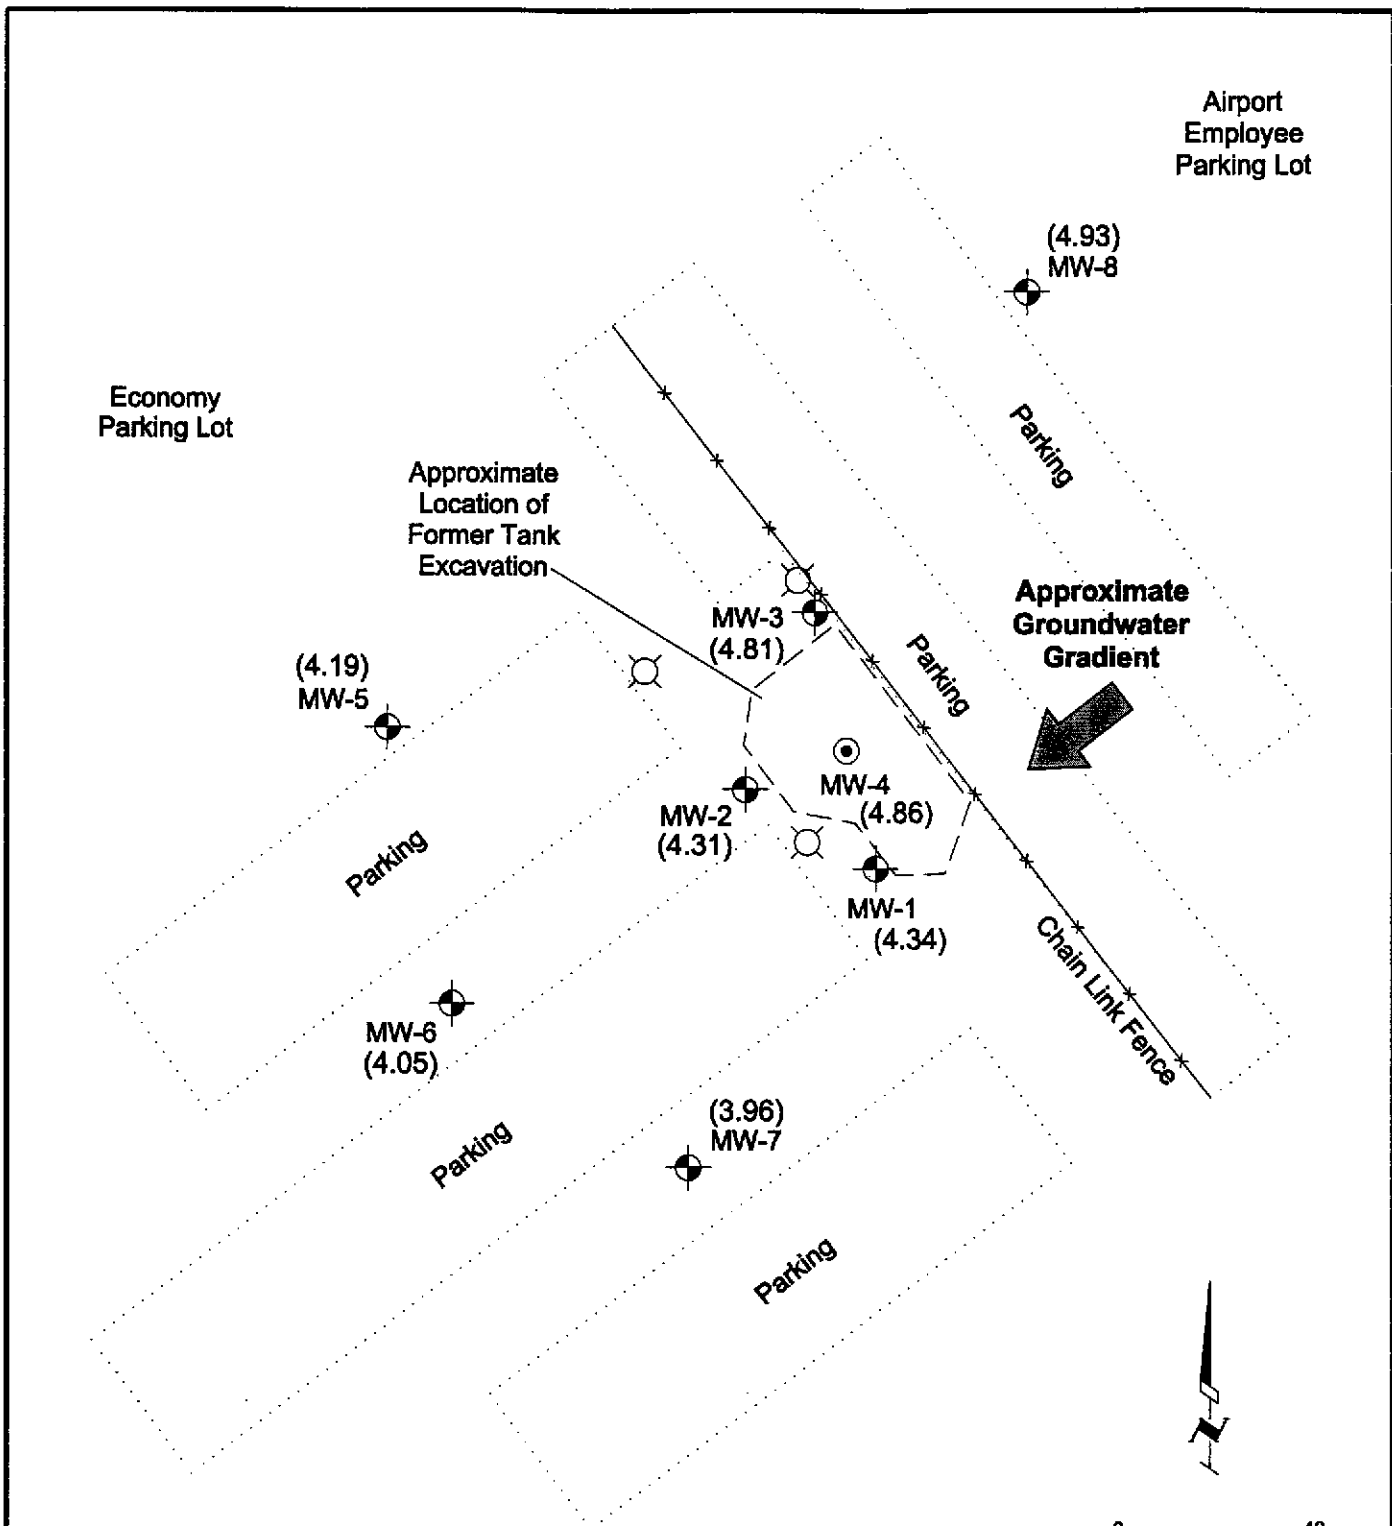 Airport
Employee
Parking Lot
(4.93)
MW-8
Economy
Parking Lot
Parking
Approximate
Location of
Former Tank
Excavation
Approximate
Groundwater
Gradient
MW-3
(4.81)
Parking
(4.19)
MW-5
MW-4
(4.86)
MW-2
(4.31)
Parking
MW-1
(4.34)
Chain Link Fence
MW-6
(4.05)
(3.96)
MW-7
Parking
Parking
N